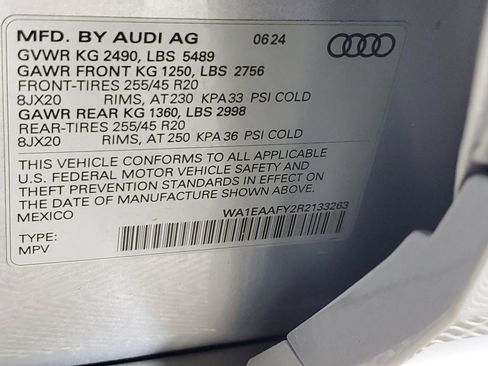 MFD. BY AUDI AG 06 24
GVWR KG 2490, LBS 5489
GAWR FRONT KG 1250, LBS 2756
FRONT-TIRES 255/45 R20
8JX20 RIMS, AT 230 KPA 33 PSI COLD
GAWR REAR KG 1360, LBS 2998
REAR-TIRES 255/45 R20
8JX20 RIMS, AT 250 KPA 36 PSI COLD
THIS VEHICLE CONFORMS TO ALL APPLICABLE
U.S. FEDERAL MOTOR VEHICLE SAFETY AND
THEFT PREVENTION STANDARDS IN EFFECT ON
THE DATE OF MANUFACTURE SHOWN ABOVE.
MEXICO
WA1EAAFY2R2133263
TYPE:
MPV